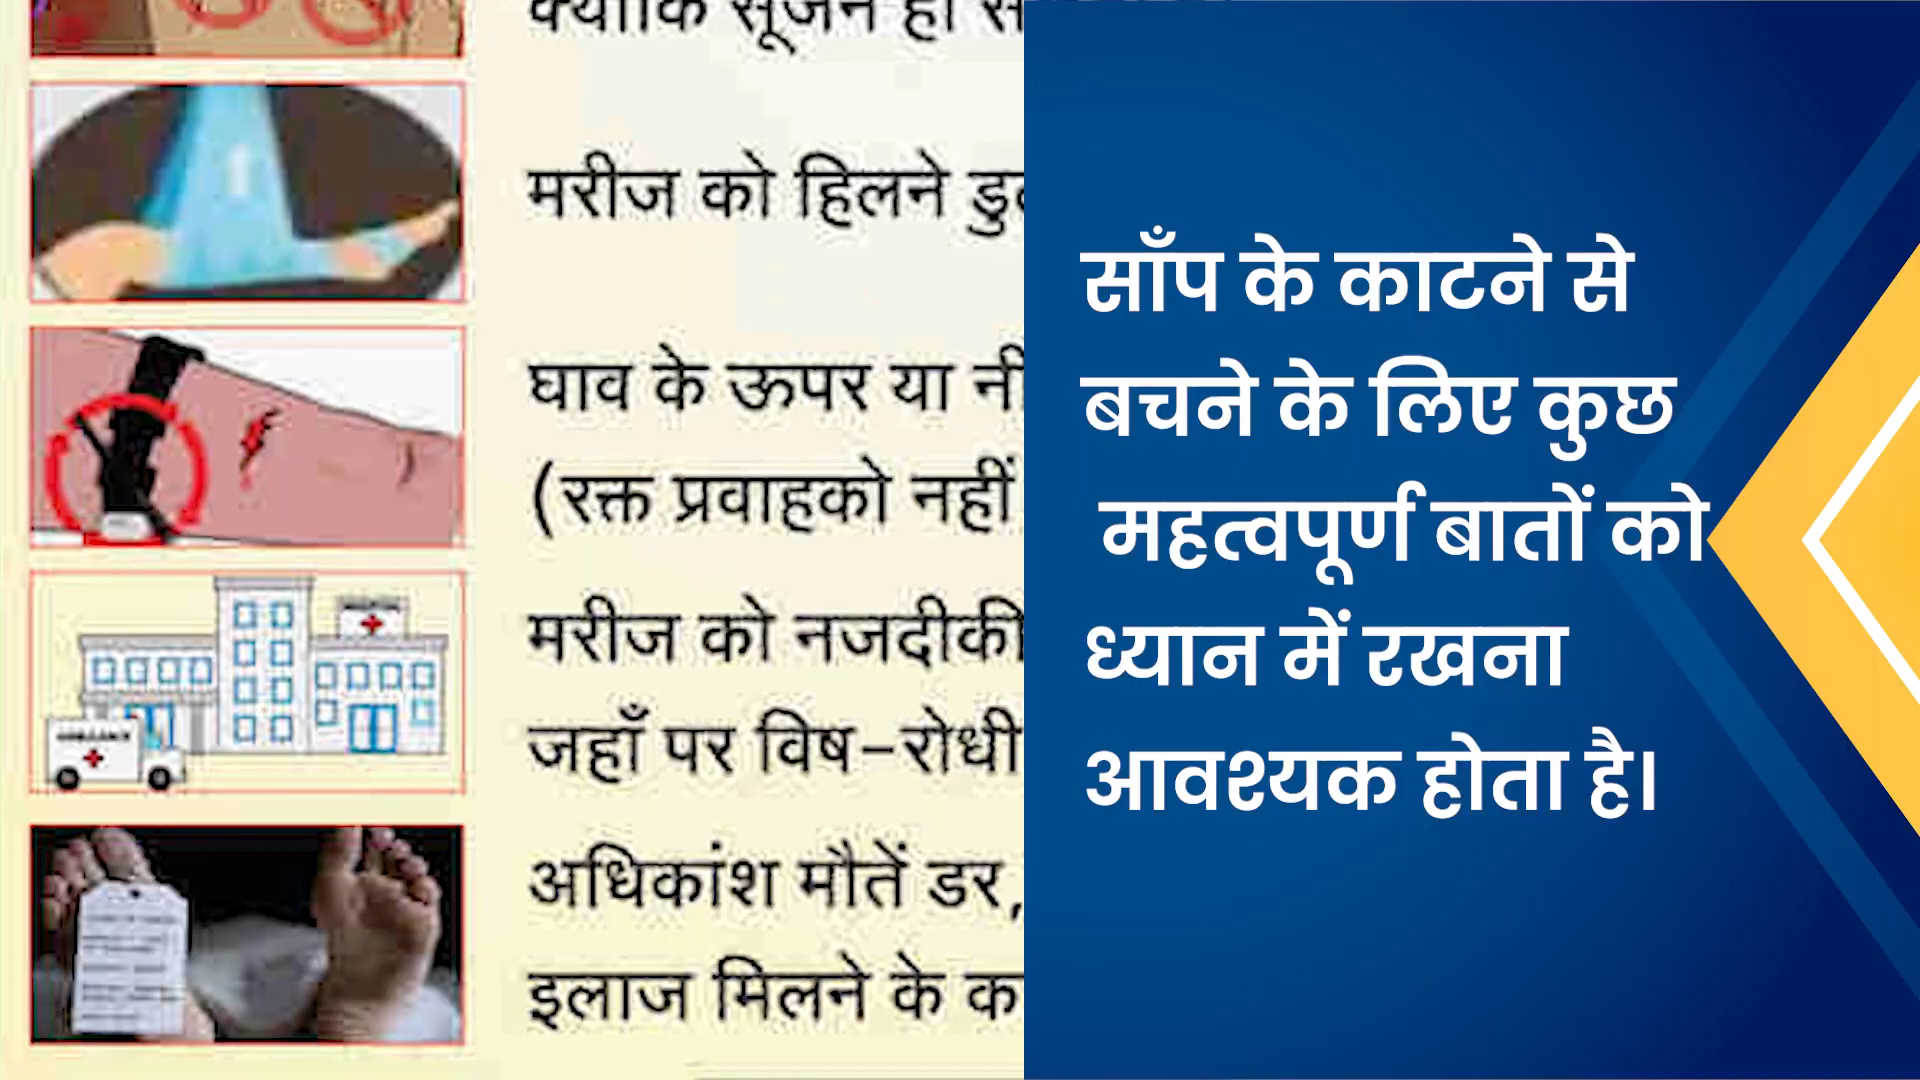 क्योंकि सूजन हो
मरीज को हिलने
घाव के ऊपर या
(रक्त प्रवाहको नहीं
मरीज को नजदीकी
जहाँ पर विष-रोधी
अधिकांश मौतें डर,
इलाज मिलने के
साँप के काटने से
बचने के लिए कुछ
महत्वपूर्ण बातों को
ध्यान में रखना
आवश्यक होता है।